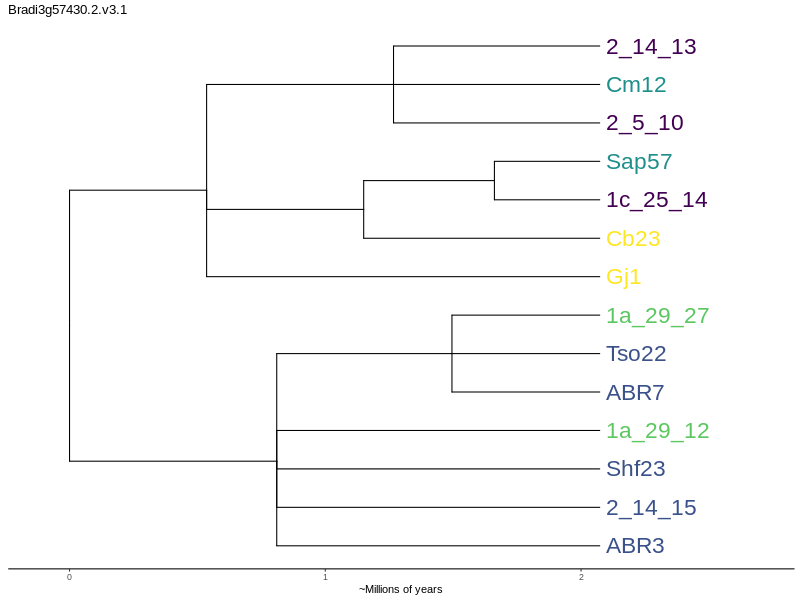 Bradi3g57430.2.v3.1
2_14_13
Cm12
2_5_10
Sap57
1c_25_14
Cb23
Gj1
1a_29_27
Tso22
ABR7
1a_29_12
Shf23
2_14_15
ABR3
0 1 2
~Millions of years